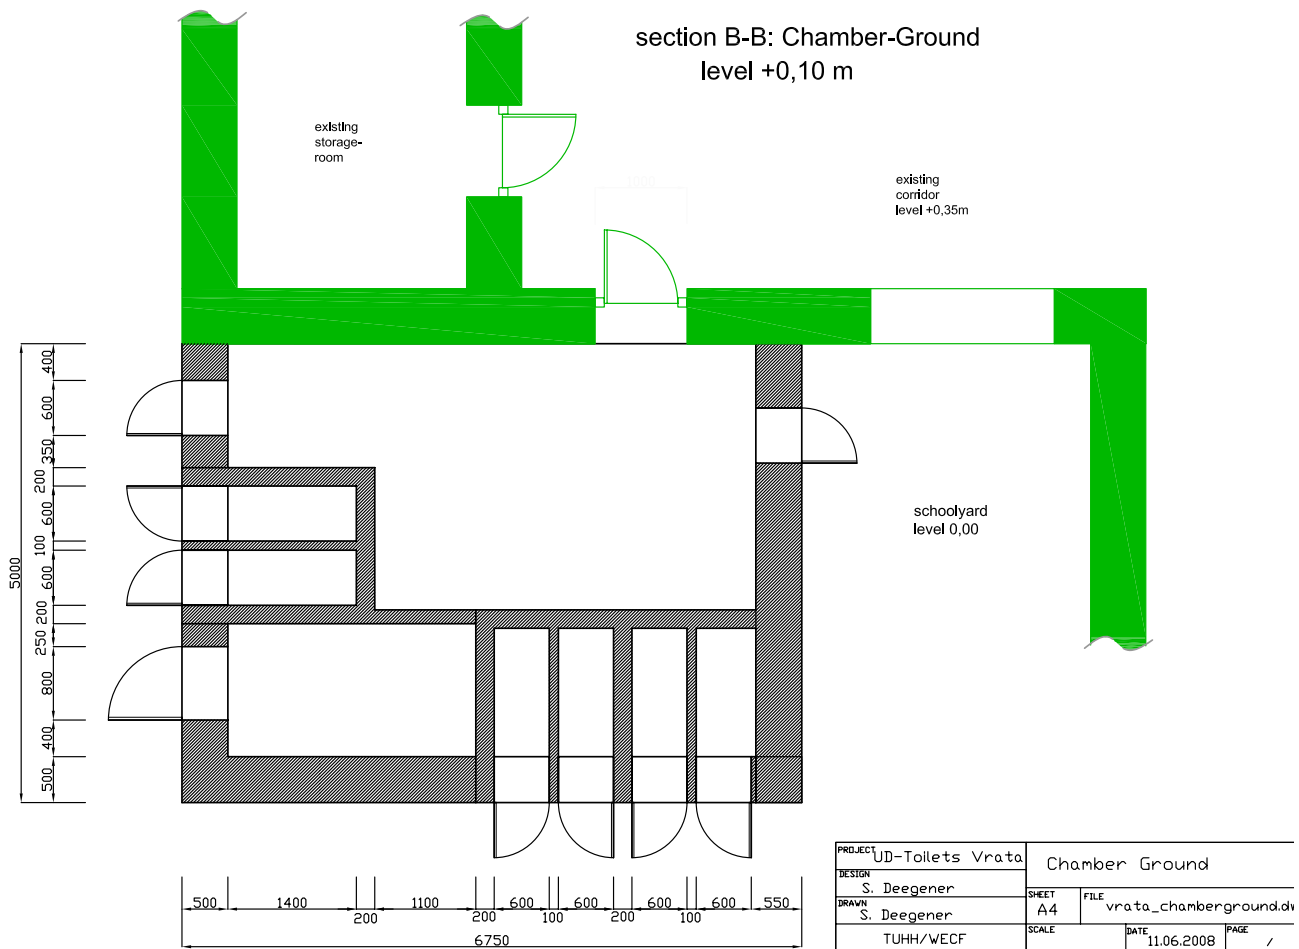 section B-B: Chamber-Ground
level +0,10 m
existing
storage-
room
1000
existing
corridor
level +0,35m
schoolyard
level 0,00
400
600
350
200
600
100
600
200
250
800
400
500
5000
500
1400
200
1100
200
600
100
600
200
600
100
600
550
6750
PROJECT UD-Toilets Vrata
Chamber Ground
DESIGN
S. Deegener
SHEET
A4
FILE
vrata_chamberground.dw
DRAWN
S. Deegener
TUHH/WECF
SCALE
DATE
11.06.2008
PAGE
/